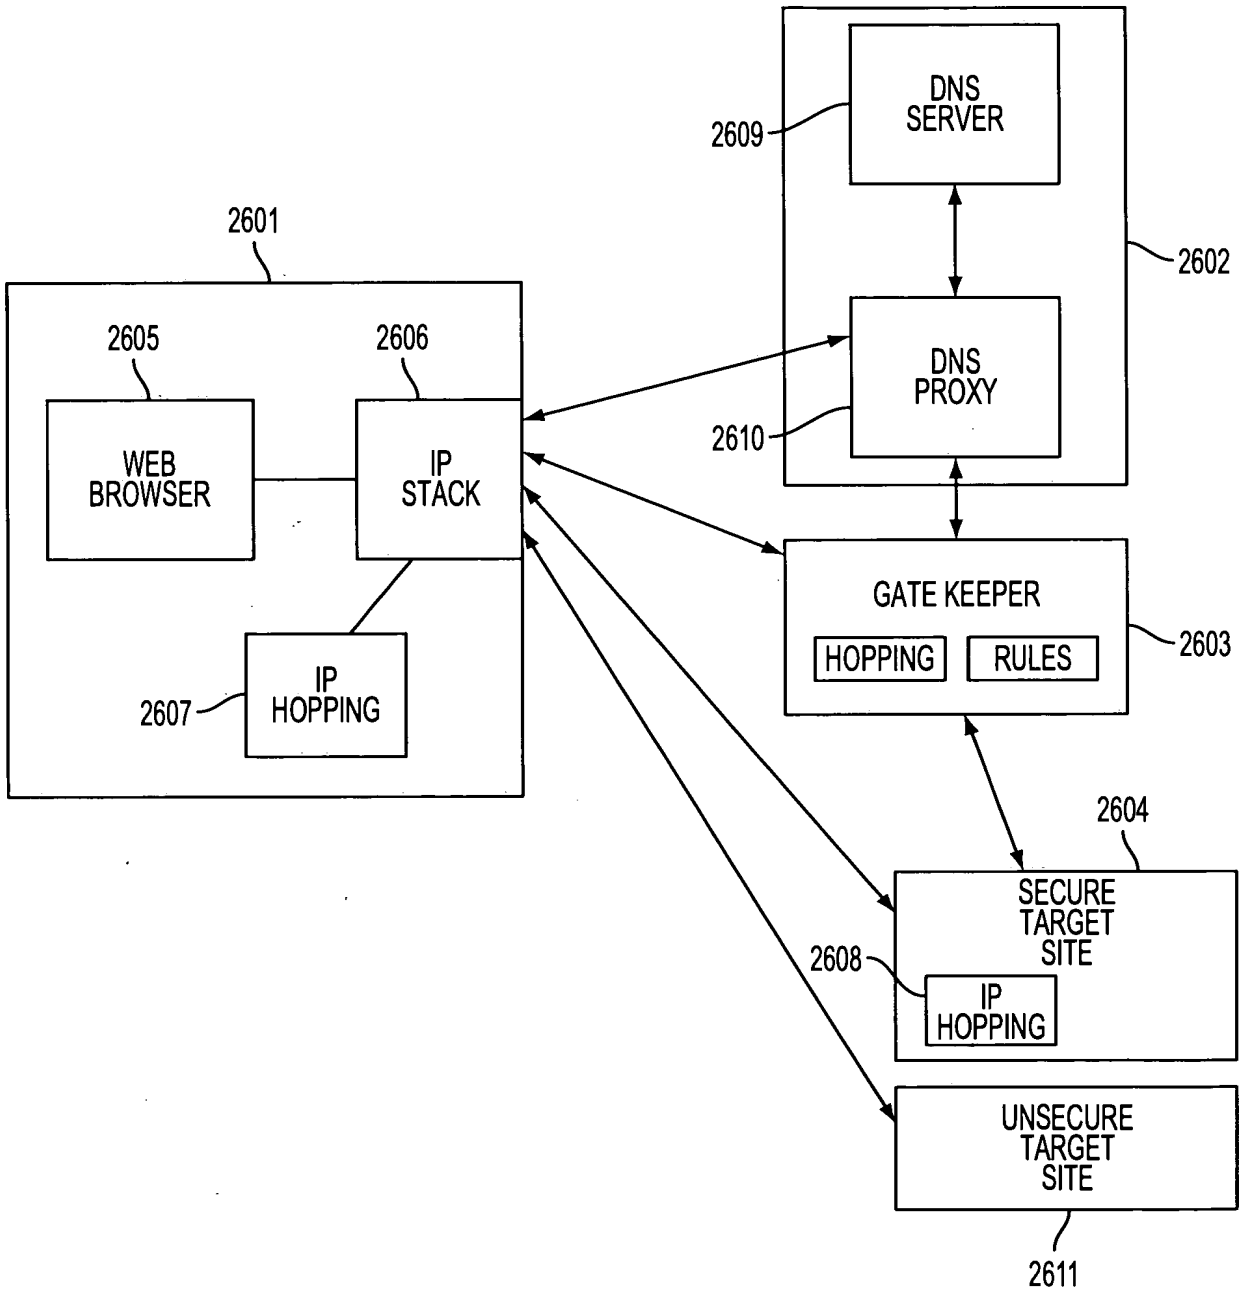 DNS
SERVER
2609
2601
2602
2605
2606
DNS
PROXY
2610
WEB
BROWSER
IP
STACK
GATE KEEPER
HOPPING
RULES
2603
IP
HOPPING
2607
2604
SECURE
TARGET
SITE
2608
IP
HOPPING
UNSECURE
TARGET
SITE
2611